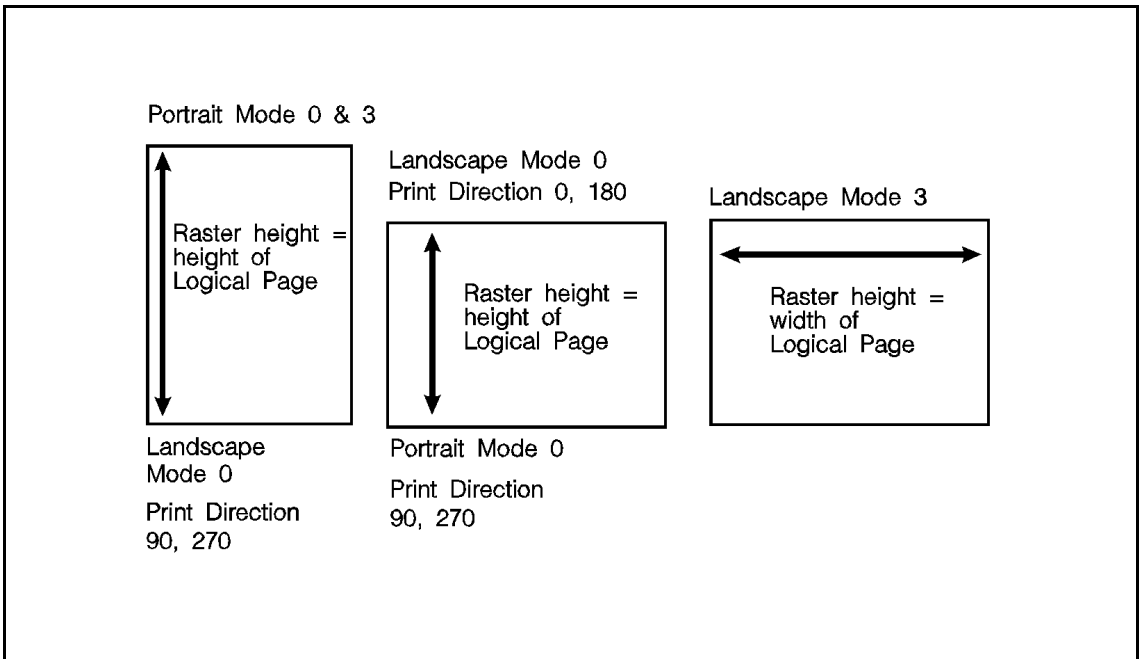 Portrait Mode 0 & 3
Raster height =
height of
Logical Page
Landscape
Mode 0
Print Direction
90, 270
Landscape Mode 0
Print Direction 0, 180
Raster height =
height of
Logical Page
Portrait Mode 0
Print Direction
90, 270
Landscape Mode 3
Raster height =
width of
Logical Page